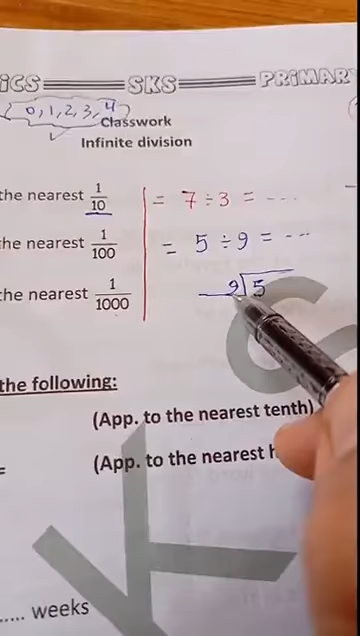 ICS SKS PRiMAR
0, 1, 2, 3, 4
Classwork
Infinite division
the nearest 1/10 = 7 ÷ 3 = ...
the nearest 1/100 = 5 ÷ 9 = ...
the nearest 1/1000
9 5
the following:
(App. to the nearest tenth)
= (App. to the nearest h
..... weeks
K
S